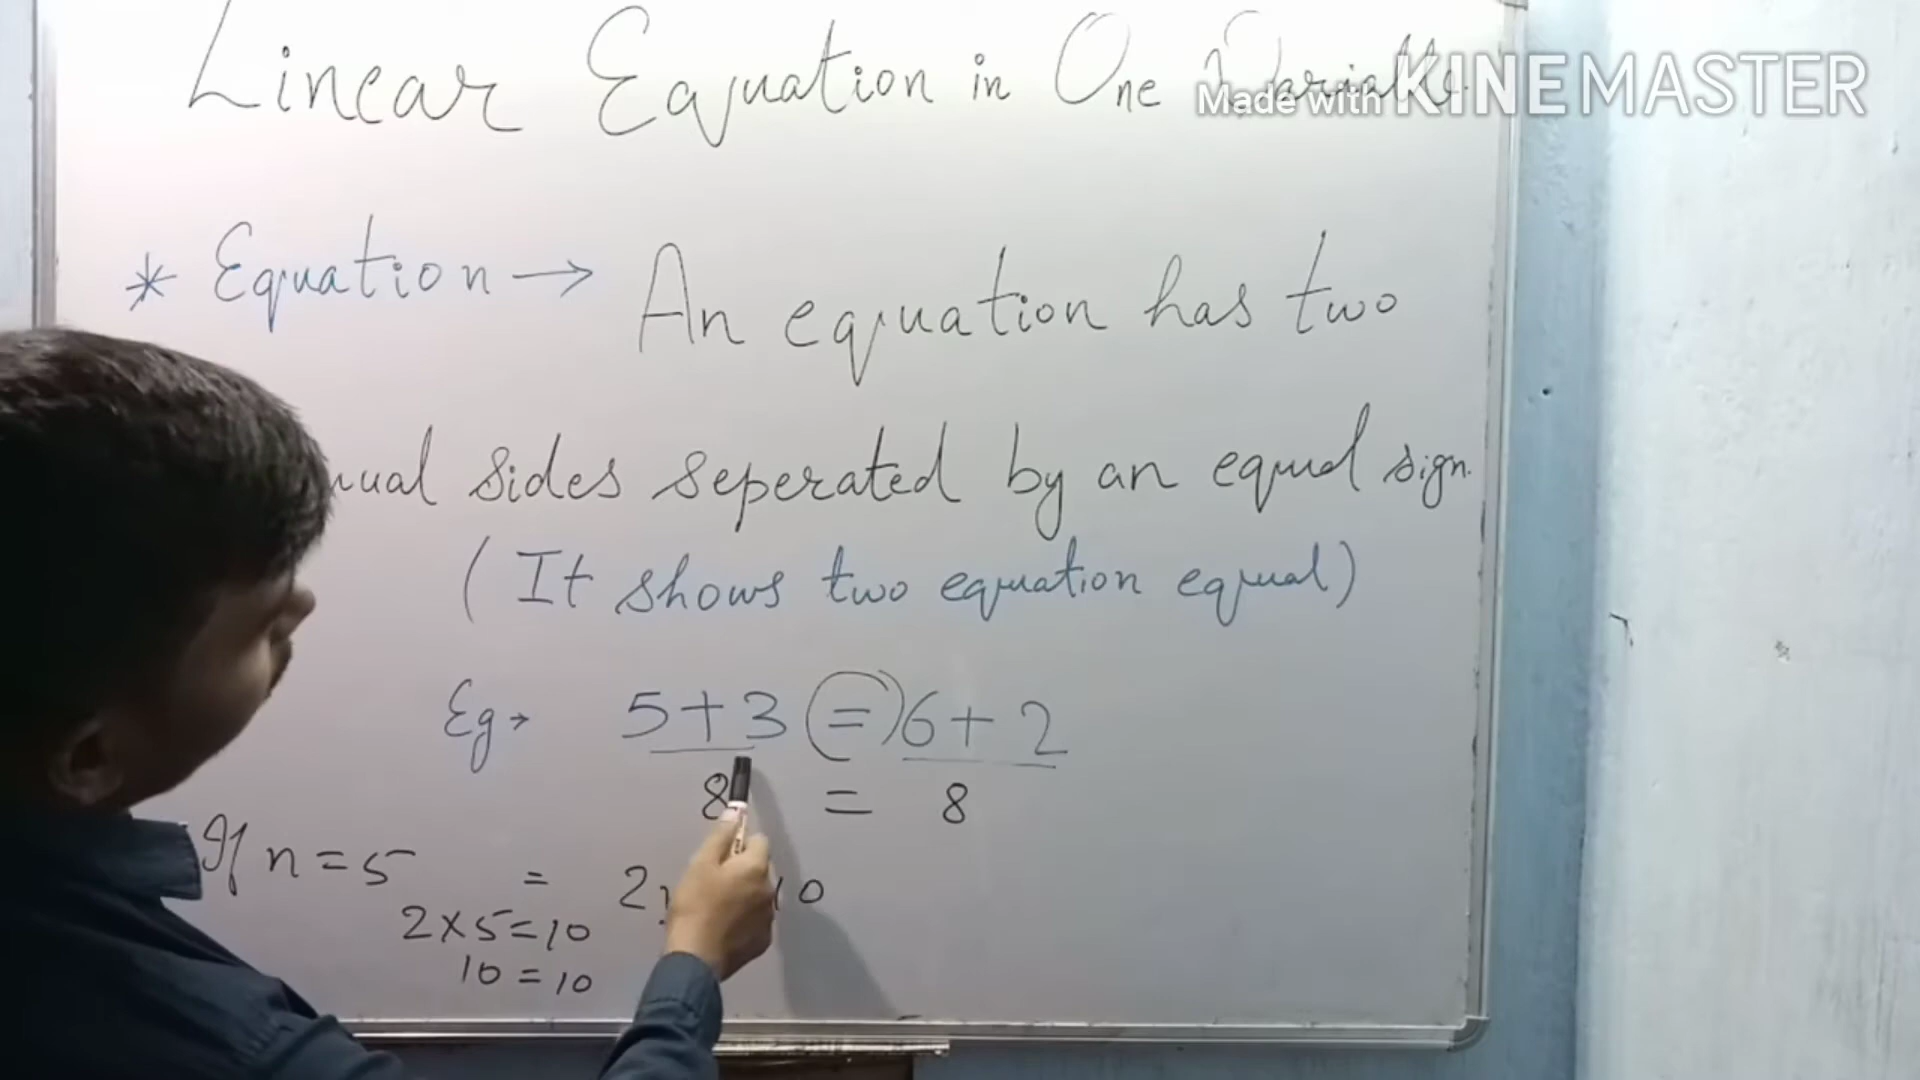 Linear Equation in One Variable
Made with KINEMASTER
* Equation → An equation has two
ual sides seperated by an equal sign.
(It shows two equation equal)
Eg → 5+3 = 6+2
8 = 8
If n = 5
= 2 10
2×5=10
10=10